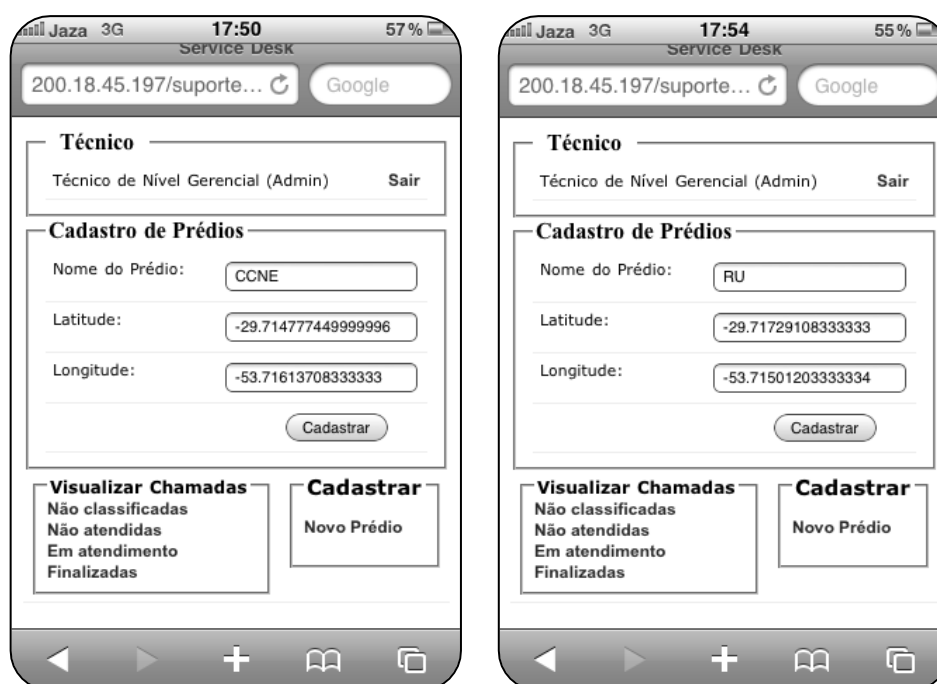 Jaza 3G 17:50 57%
Service Desk
200.18.45.197/suporte... Google
Técnico
Técnico de Nível Gerencial (Admin) Sair
Cadastro de Prédios
Nome do Prédio: CCNE
Latitude: -29.714777449999996
Longitude: -53.71613708333333
Cadastrar
Visualizar Chamadas
Não classificadas
Não atendidas
Em atendimento
Finalizadas
Cadastrar
Novo Prédio
Jaza 3G 17:54 55%
Service Desk
200.18.45.197/suporte... Google
Técnico
Técnico de Nível Gerencial (Admin) Sair
Cadastro de Prédios
Nome do Prédio: RU
Latitude: -29.71729108333333
Longitude: -53.71501203333334
Cadastrar
Visualizar Chamadas
Não classificadas
Não atendidas
Em atendimento
Finalizadas
Cadastrar
Novo Prédio